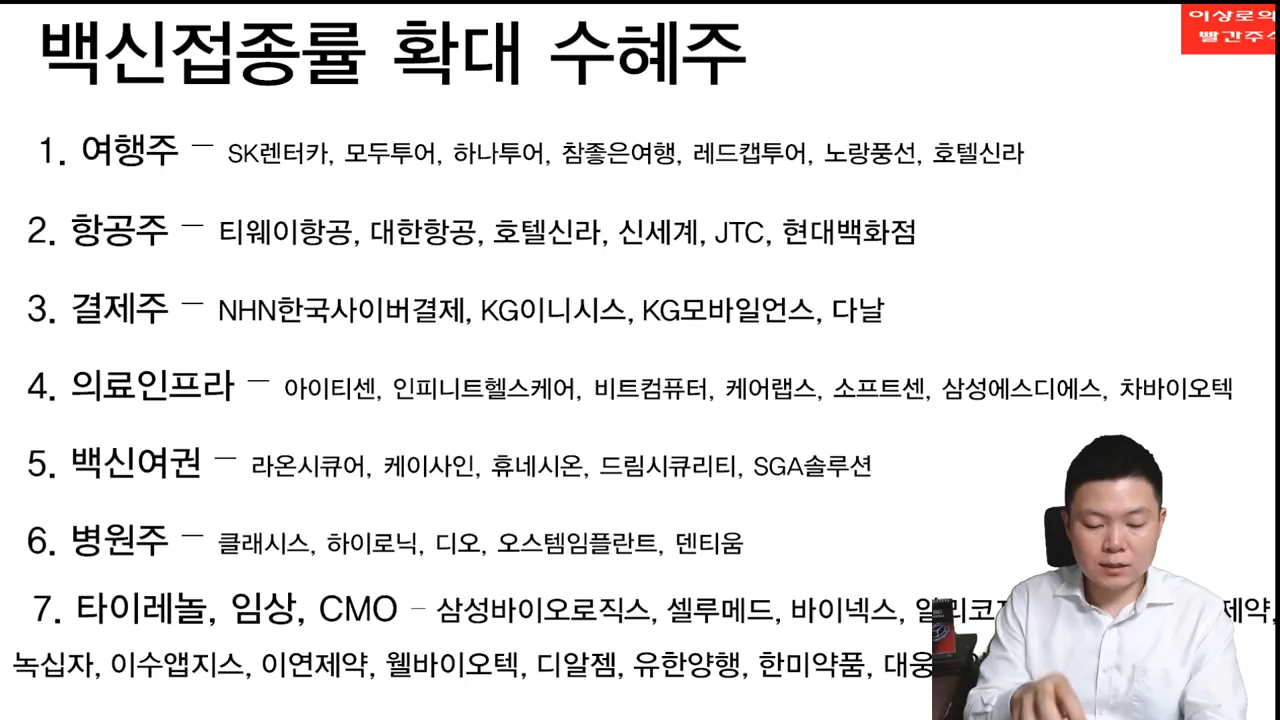 백신접종률 확대 수혜주
이상로의
빨간주식
1. 여행주 – SK렌터카, 모두투어, 하나투어, 참좋은여행, 레드캡투어, 노랑풍선, 호텔신라
2. 항공주 – 티웨이항공, 대한항공, 호텔신라, 신세계, JTC, 현대백화점
3. 결제주 – NHN한국사이버결제, KG이니시스, KG모바일언스, 다날
4. 의료인프라 – 아이티센, 인피니트헬스케어, 비트컴퓨터, 케어랩스, 소프트센, 삼성에스디에스, 차바이오텍
5. 백신여권 – 라온시큐어, 케이사인, 휴네시온, 드림시큐리티, SGA솔루션
6. 병원주 – 클래시스, 하이로닉, 디오, 오스템임플란트, 덴티움
7. 타이레놀, 임상, CMO – 삼성바이오로직스, 셀루메드, 바이넥스, 제약,
녹십자, 이수앱지스, 이연제약, 웰바이오텍, 디알젬, 유한양행, 한미약품, 대웅